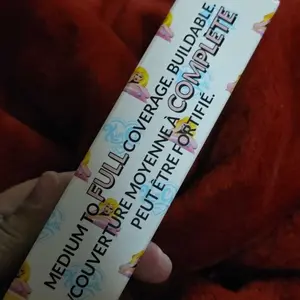 MEDIUM TO FULL COVERAGE. BUILDABLE.
/COUVERTURE MOYENNE À COMPLÈTE.
PEUT ÊTRE FORTIFIÉ.